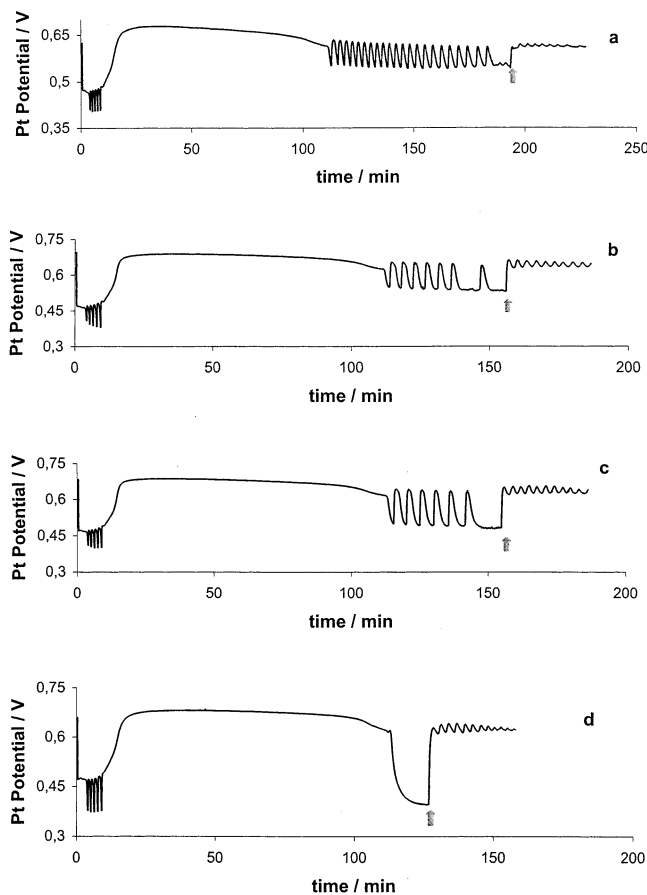 a
Pt Potential / V
0,65
0,5
0,35
0 50 100 150 200 250
time / min
b
Pt Potential / V
0,75
0,6
0,45
0,3
0 50 100 150 200
time / min
c
Pt Potential / V
0,75
0,6
0,45
0,3
0 50 100 150 200
time / min
d
Pt Potential / V
0,75
0,6
0,45
0,3
0 50 100 150 200
time / min